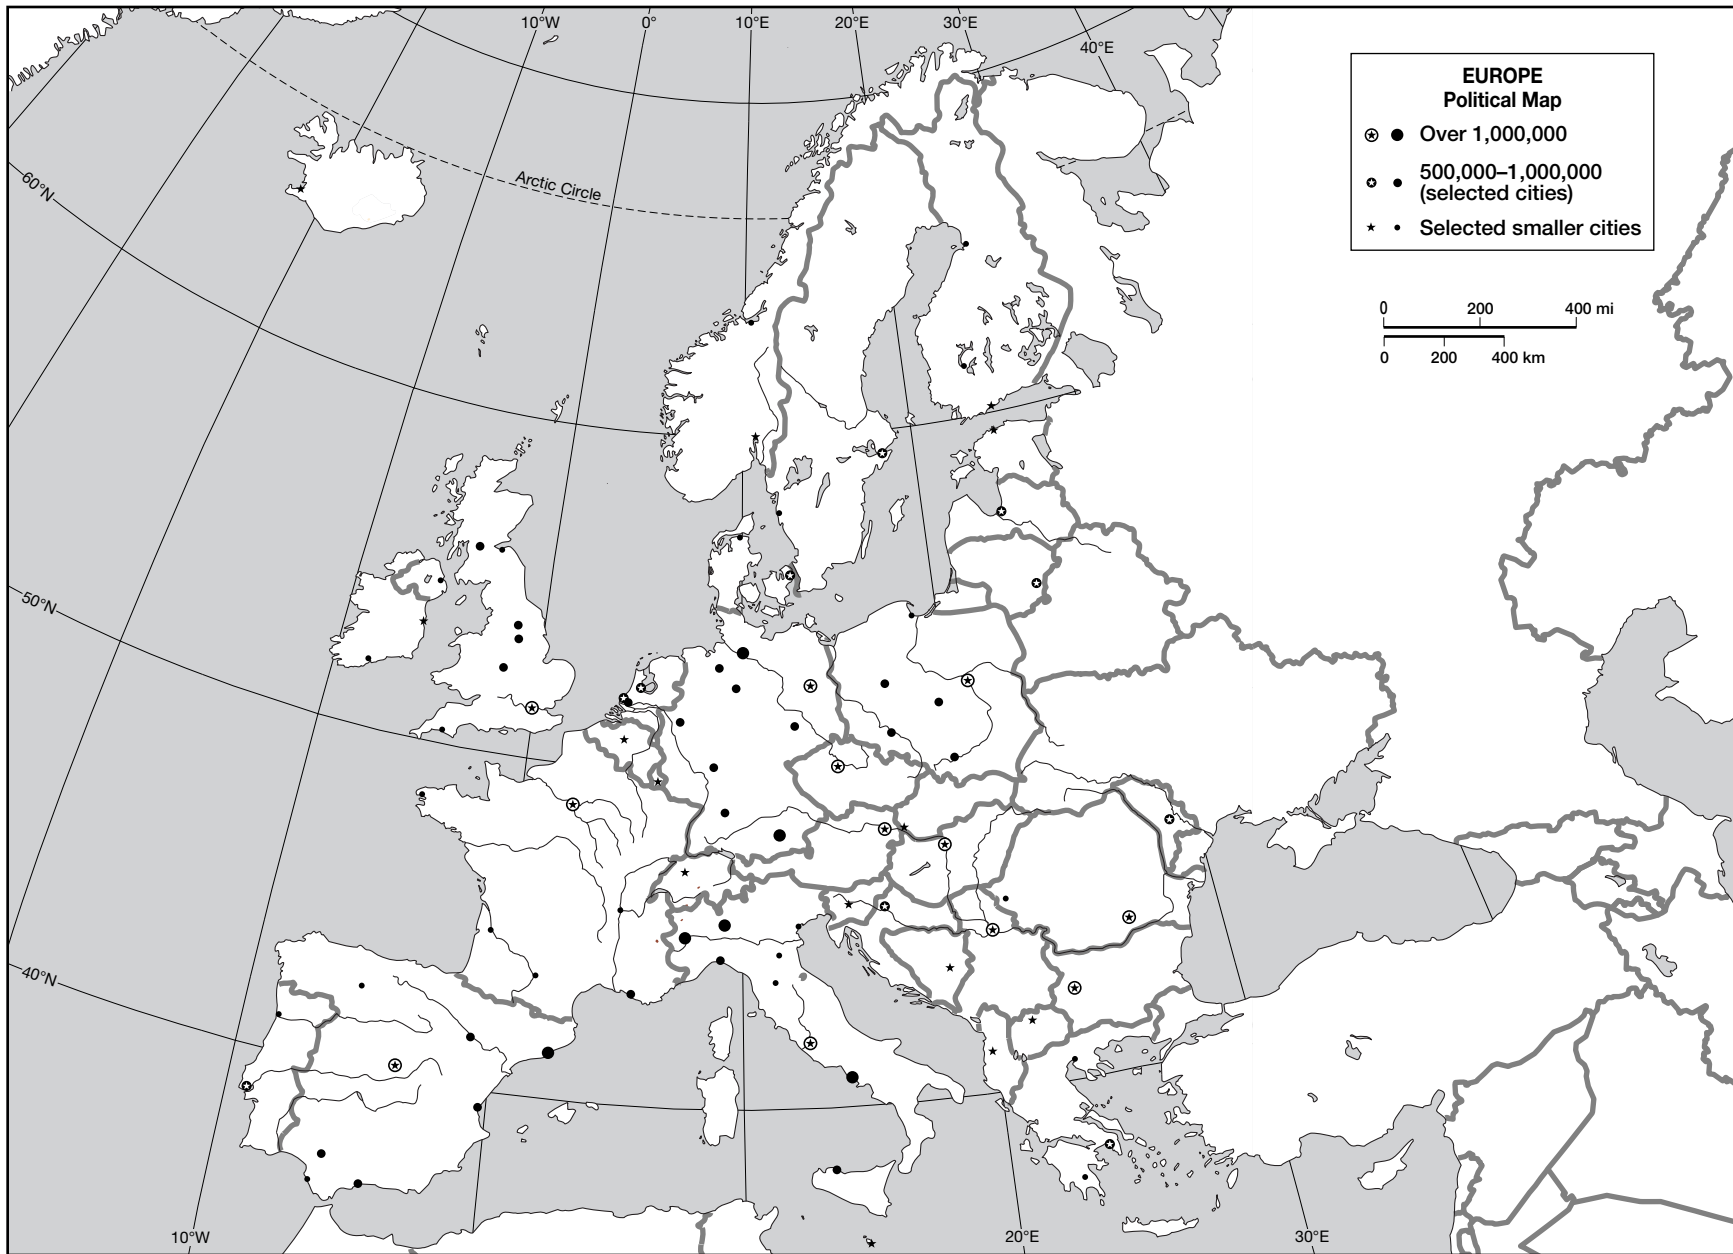 10°W 0° 10°E 20°E 30°E
40°E
EUROPE
Political Map
Over 1,000,000
500,000–1,000,000
(selected cities)
Selected smaller cities
60°N
Arctic Circle
0 200 400 mi
0 200 400 km
50°N
40°N
10°W 20°E 30°E